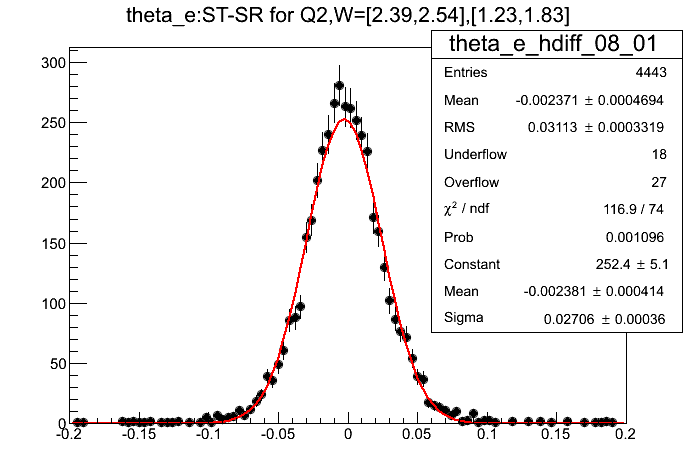 theta_e:ST-SR for Q2,W=[2.39,2.54],[1.23,1.83]
theta_e_hdiff_08_01
Entries 4443
Mean -0.002371 ± 0.0004694
RMS 0.03113 ± 0.0003319
Underflow 18
Overflow 27
χ² / ndf 116.9 / 74
Prob 0.001096
Constant 252.4 ± 5.1
Mean -0.002381 ± 0.000414
Sigma 0.02706 ± 0.00036
300
250
200
150
100
50
0
-0.2 -0.15 -0.1 -0.05 0 0.05 0.1 0.15 0.2